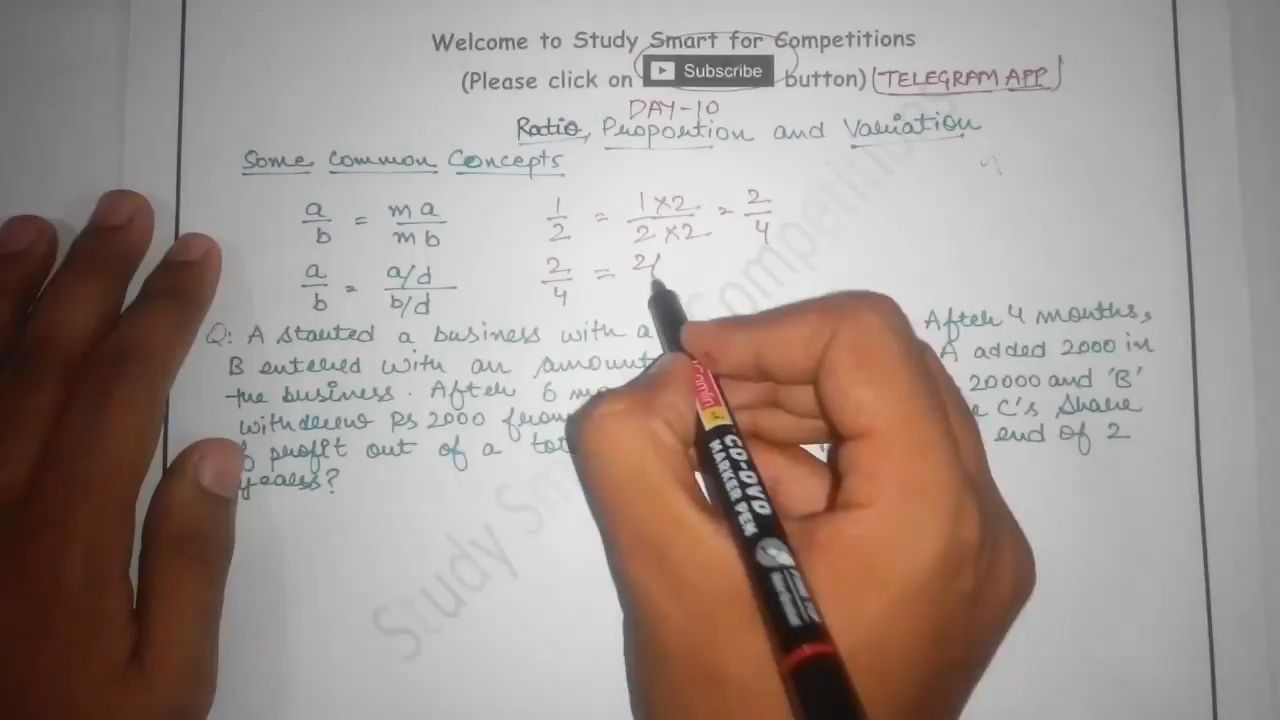 Welcome to Study Smart for Competitions
(Please click on Subscribe button) (TELEGRAM APP)
DAY-10
Ratio, Proportion and Variation
Some Common Concepts
a/b = ma/mb 1/2 = 1×2/2×2 = 2/4
a/b = a/d/b/d 2/4 = 2/
Q: A started a business with a After 4 months,
B entered with an amount A added 2000 in
the business. After 6 20000 and 'B'
withdrew Rs 2000 from C's share
profit out of a end of 2
years?
Study Competitions